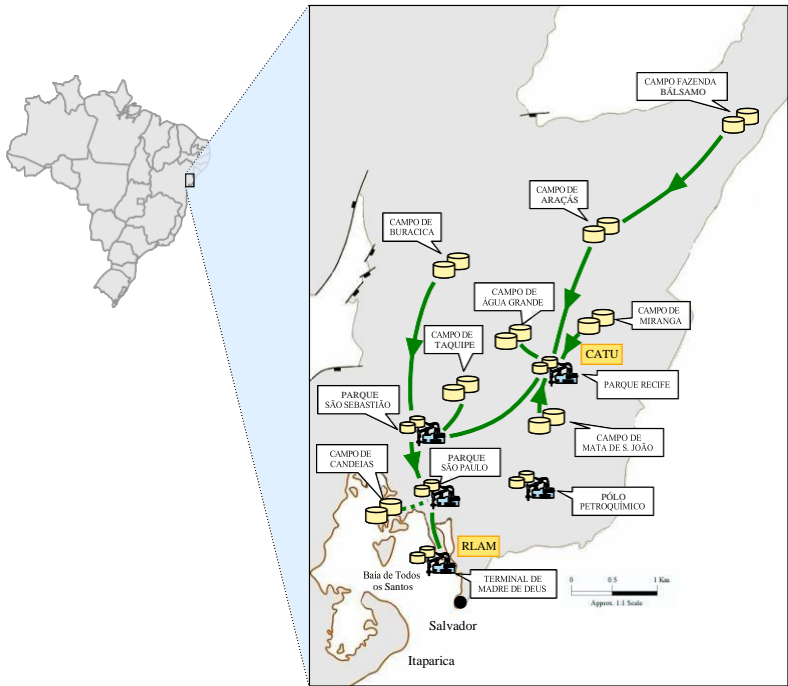 CAMPO FAZENDA
BÁLSAMO
CAMPO DE
ARAÇÁS
CAMPO DE
BURACICA
CAMPO DE
ÁGUA GRANDE
CAMPO DE
MIRANGA
CAMPO DE
TAQUIPE
CATU
PARQUE RECIFE
PARQUE
SÃO SEBASTIÃO
CAMPO DE
MATA DE S. JOÃO
CAMPO DE
CANDEIAS
PARQUE
SÃO PAULO
PÓLO
PETROQUÍMICO
RLAM
Baia de Todos
os Santos
TERMINAL DE
MADRE DE DEUS
0 0.5 1 Km
Approx. 1:1 Scale
Salvador
Itaparica